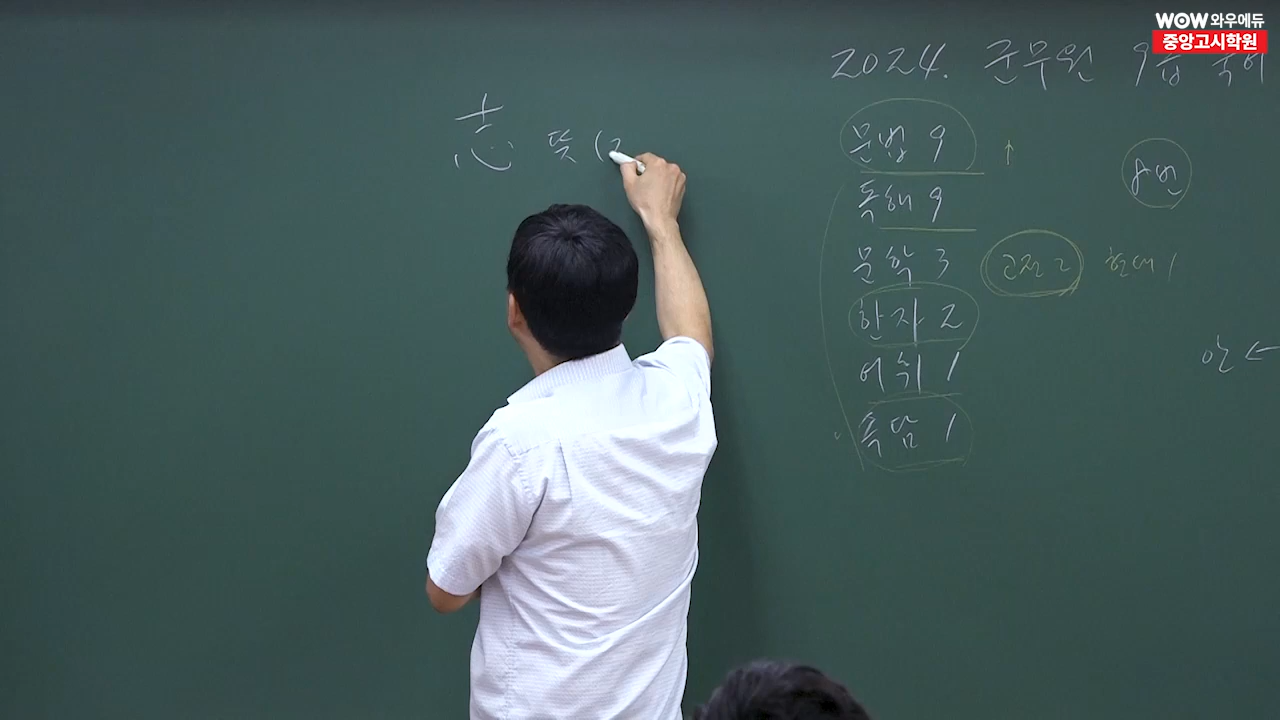 WOW 와우에듀
중앙고시학원
2024. 군무원 9급 국어
志 뜻 (
문법 9 ↑
8번
독해 9
문학 3 고전 2 현대 1
한자 2
안 ←
어휘 1
속담 1